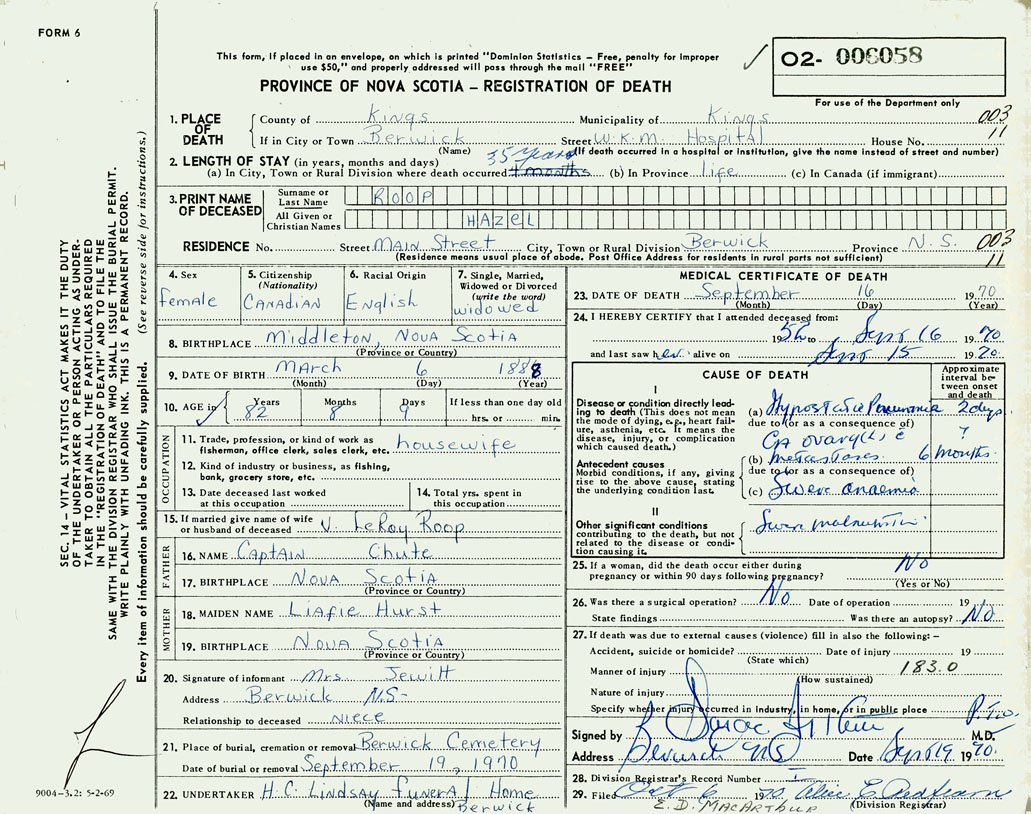 FORM 6
This form, if placed in an envelope, on which is printed "Dominion Statistics – Free, penalty for improper
use $50," and properly addressed will pass through the mail "FREE"
PROVINCE OF NOVA SCOTIA – REGISTRATION OF DEATH
02- 006058
For use of the Department only
1. PLACE OF DEATH
County of Kings Municipality of Kings 003
If in City or Town Berwick Street W.K.M. Hospital House No. 11
(Name) (If death occurred in a hospital or institution, give the name instead of street and number)
2. LENGTH OF STAY (in years, months and days) 35 Years
(a) In City, Town or Rural Division where death occurred months (b) In Province life (c) In Canada (if immigrant)
3. PRINT NAME OF DECEASED
Surname or Last Name ROOP
All Given or Christian Names HAZEL
RESIDENCE No. Street MAIN Street City, Town or Rural Division Berwick Province N.S. 003
(Residence means usual place of abode. Post Office Address for residents in rural parts not sufficient) 11
4. Sex female
5. Citizenship (Nationality) CANADIAN
6. Racial Origin English
7. Single, Married, Widowed or Divorced (write the word) widowed
8. BIRTHPLACE Middleton, NOVA Scotia
(Province or Country)
9. DATE OF BIRTH MArch 6 1888
(Month) (Day) (Year)
10. AGE in Years 82 Months 8 Days 9 If less than one day old hrs. or min.
OCCUPATION
11. Trade, profession, or kind of work as
fisherman, office clerk, sales clerk, etc. housewife
12. Kind of industry or business, as fishing,
bank, grocery store, etc.
13. Date deceased last worked
at this occupation
14. Total yrs. spent in
this occupation
15. If married give name of wife
or husband of deceased V. LeRoy Roop
FATHER
16. NAME CAptAIN Chute
17. BIRTHPLACE NOVA ScotiA
(Province or Country)
MOTHER
18. MAIDEN NAME LiAfie Hurst
19. BIRTHPLACE NOVA ScotiA
(Province or Country)
20. Signature of informant Mrs. Jewitt
Address Berwick N.S-
Relationship to deceased Niece
21. Place of burial, cremation or removal Berwick Cemetery
Date of burial or removal September 19, 1970
22. UNDERTAKER H.C. LINDSAY funerAl Home
(Name and address) Berwick
MEDICAL CERTIFICATE OF DEATH
23. DATE OF DEATH September 16 1970
(Month) (Day) (Year)
24. I HEREBY CERTIFY that I attended deceased from:
19 to Sept 16 1970
and last saw her alive on Sept 15 1970
CAUSE OF DEATH
Approximate interval between onset and death
I
Disease or condition directly leading to death (This does not mean the mode of dying, e.g., heart failure, asthenia, etc. It means the disease, injury, or complication which caused death.)
(a) Hypostatic Pneumonia 2 days
due to (or as a consequence of)
CA ovary(L) c ?
(b) metastases 6 months.
Antecedent causes
Morbid conditions, if any, giving rise to the above cause, stating the underlying condition last.
due to (or as a consequence of)
(c) Severe anaemia
II
Other significant conditions
contributing to the death, but not related to the disease or condition causing it.
malnutrition
25. If a woman, did the death occur either during
pregnancy or within 90 days following pregnancy? No
(Yes or No)
26. Was there a surgical operation? No Date of operation 19
State findings Was there an autopsy? No
27. If death was due to external causes (violence) fill in also the following: –
Accident, suicide or homicide? Date of injury 19
(State which)
Manner of injury 183.0
(How sustained)
Nature of injury
Specify whether injury occurred in industry, in home, or in public place
Signed by M.D.
Address Berwick NS Date Sept 19 1970.
28. Division Registrar's Record Number
29. Filed Oct 6 1970 Alice E.
E. D. MACARTHUR (Division Registrar)
SEC. 14 – VITAL STATISTICS ACT MAKES IT THE DUTY
OF THE UNDERTAKER OR PERSON ACTING AS UNDER-
TAKER TO OBTAIN ALL THE PARTICULARS REQUIRED
IN THE "REGISTRATION OF DEATH" AND TO FILE THE
SAME WITH THE DIVISION REGISTRAR WHO SHALL ISSUE THE BURIAL PERMIT.
WRITE PLAINLY WITH UNFADING INK. THIS IS A PERMANENT RECORD.
Every item of information should be carefully supplied. (See reverse side for instructions.)
9004–3.2: 5-2-69